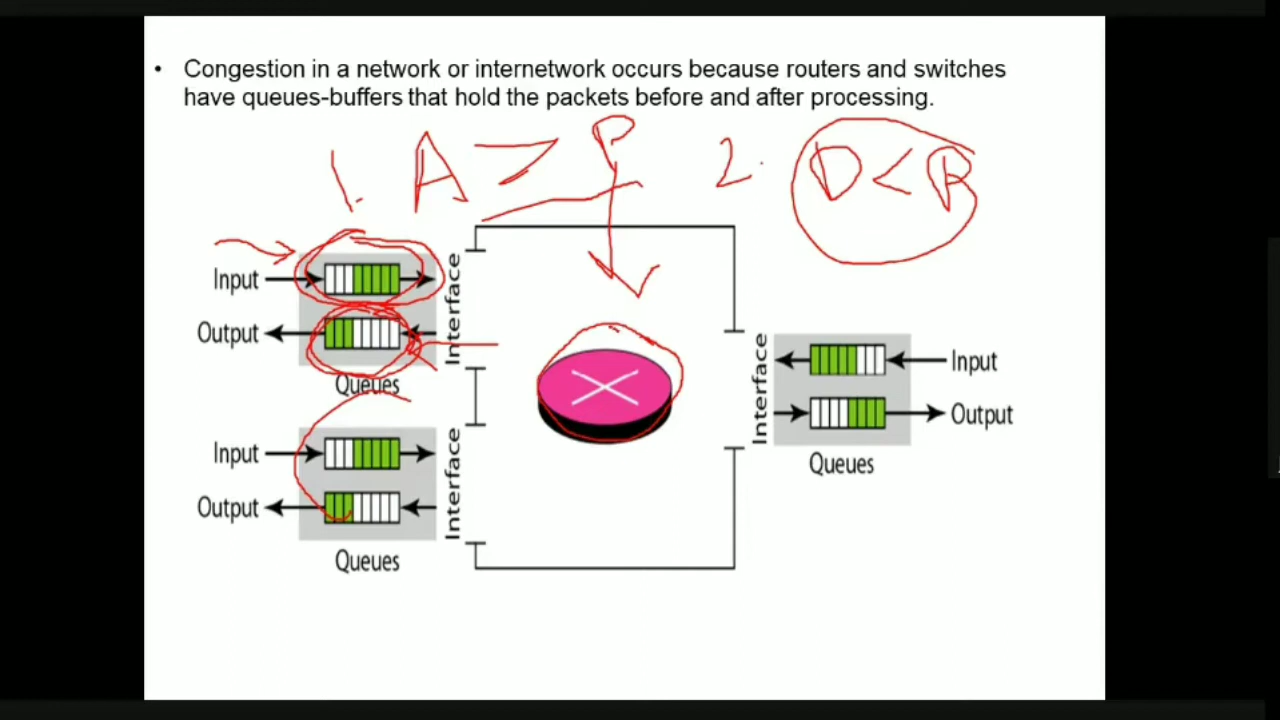 • Congestion in a network or internetwork occurs because routers and switches
have queues-buffers that hold the packets before and after processing.
1. A > P 2. D < P
Input
Output
Interface
Queues
Input
Output
Interface
Queues
Interface
Input
Output
Queues